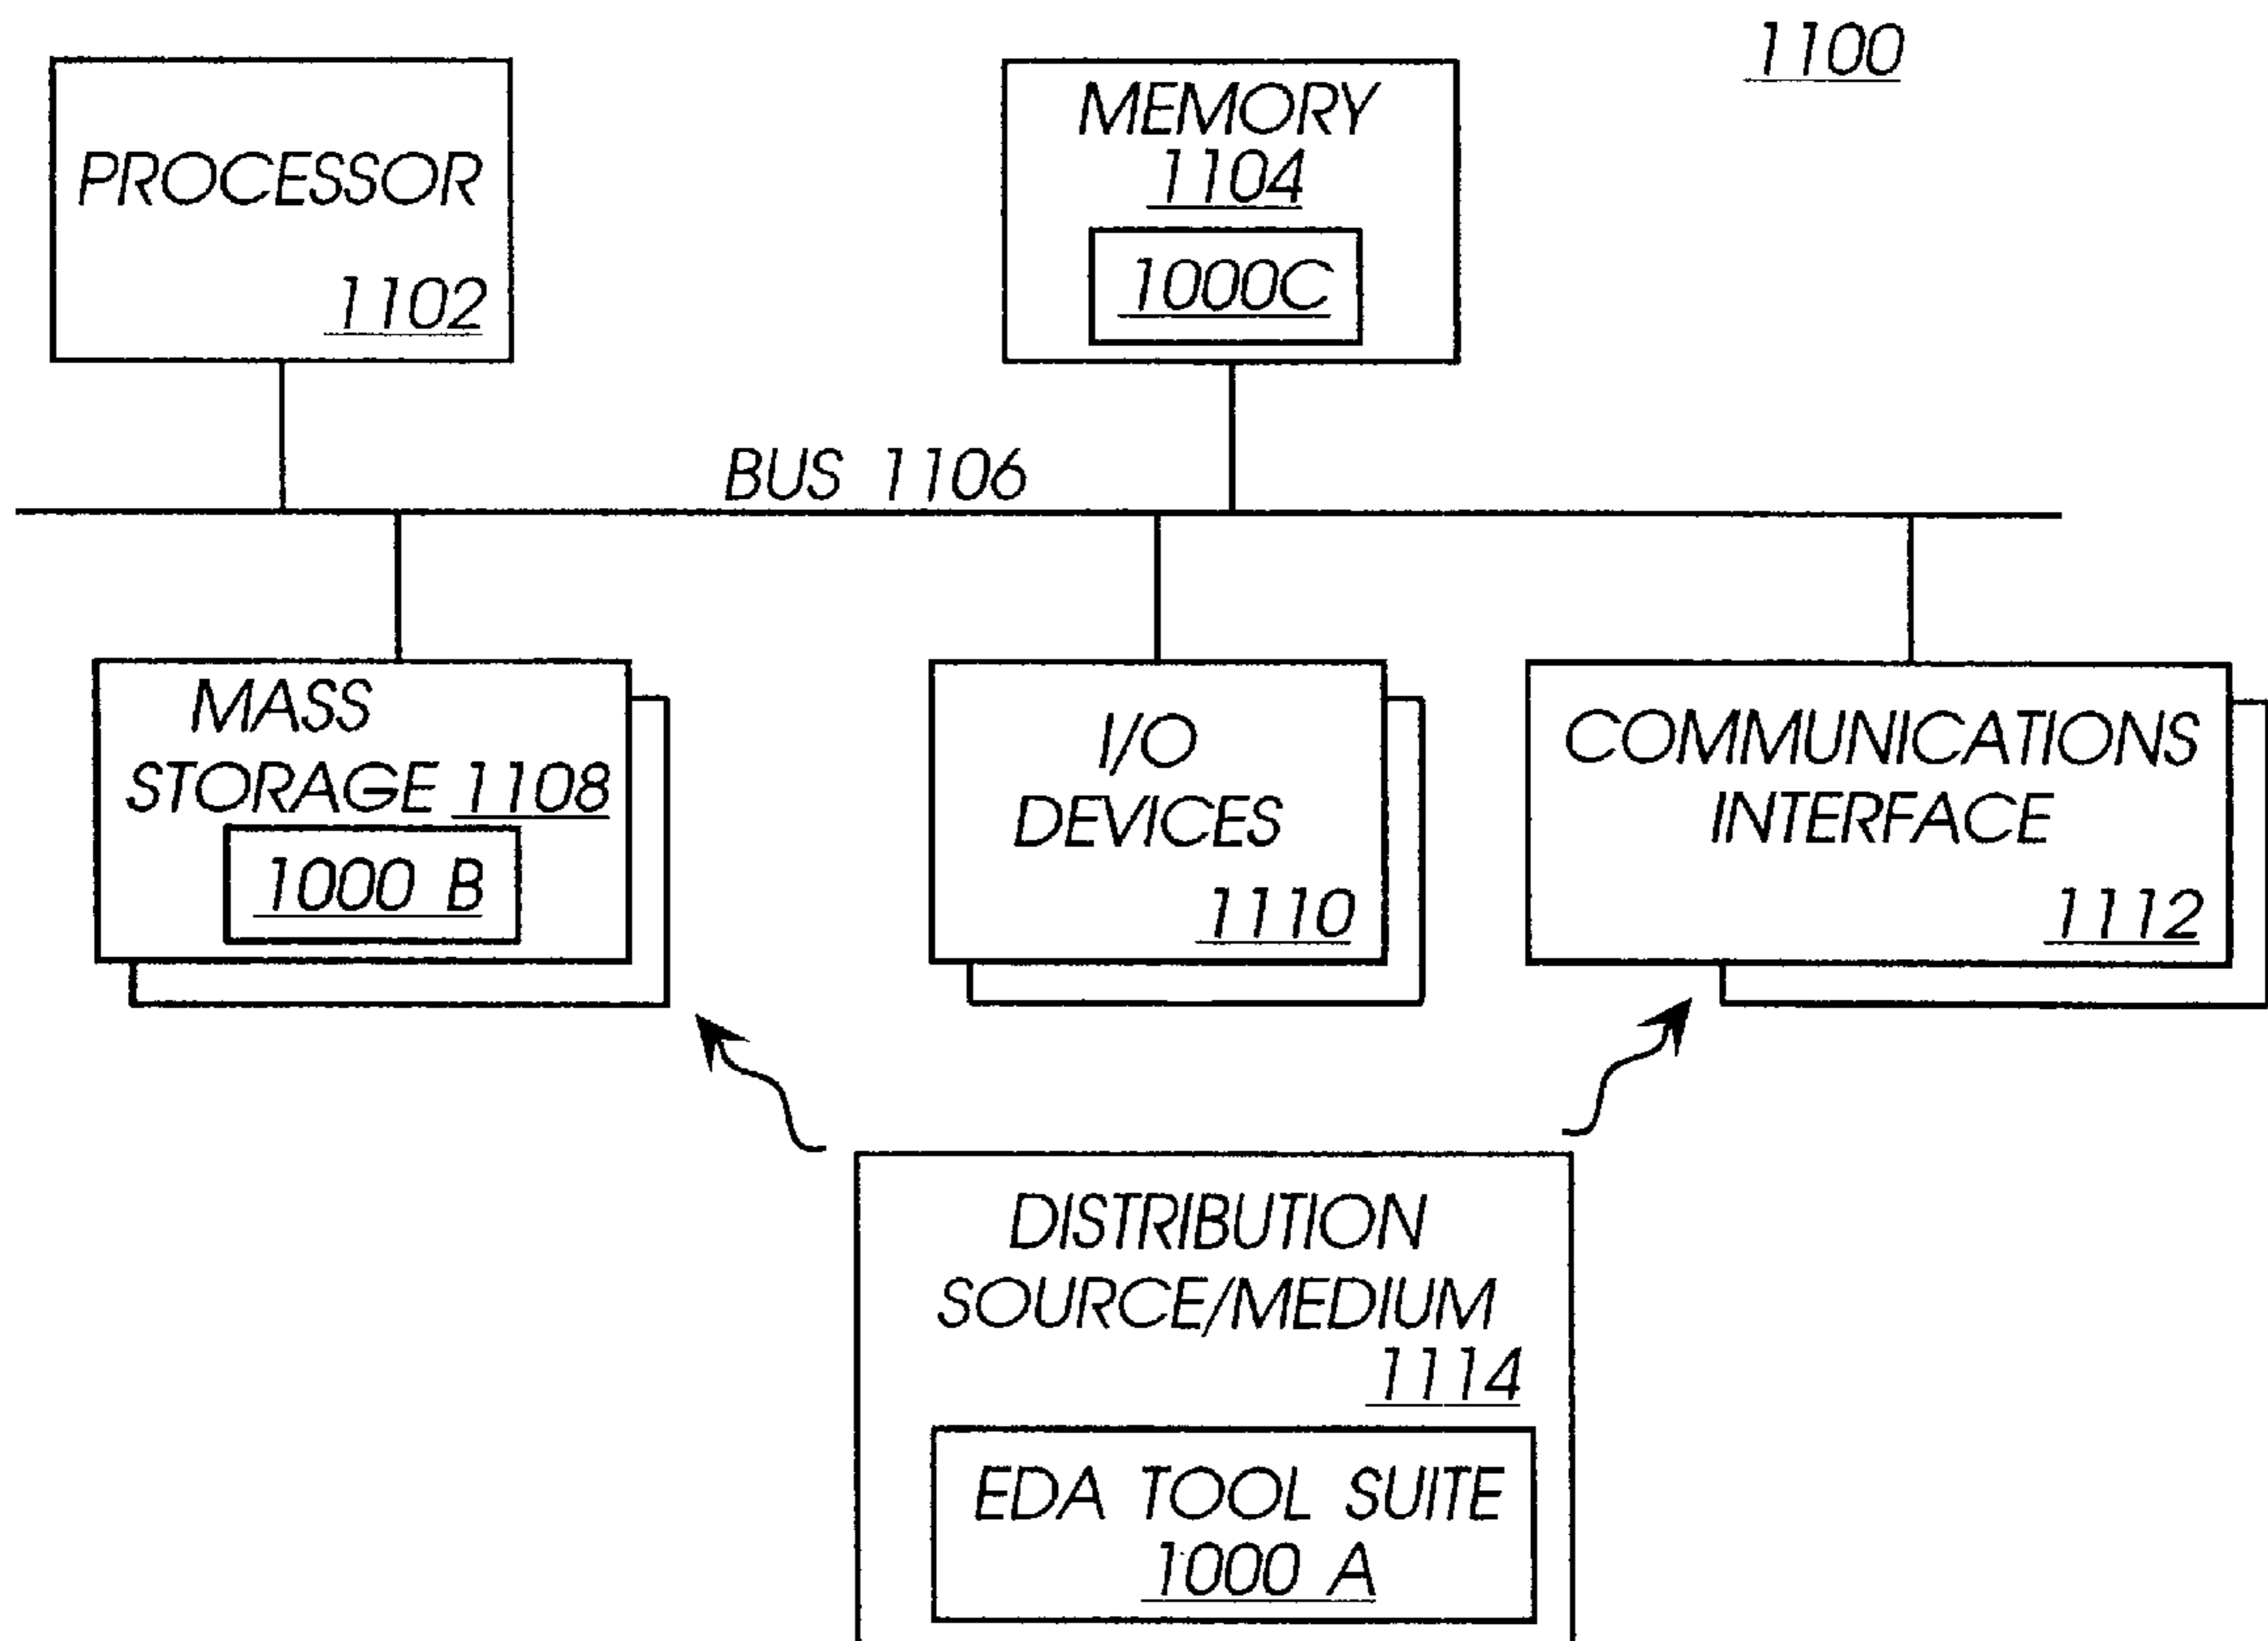 1100
PROCESSOR
1102
MEMORY
1104
1000C
BUS 1106
MASS
STORAGE 1108
1000 B
I/O
DEVICES
1110
COMMUNICATIONS
INTERFACE
1112
DISTRIBUTION
SOURCE/MEDIUM
1114
EDA TOOL SUITE
1000 A